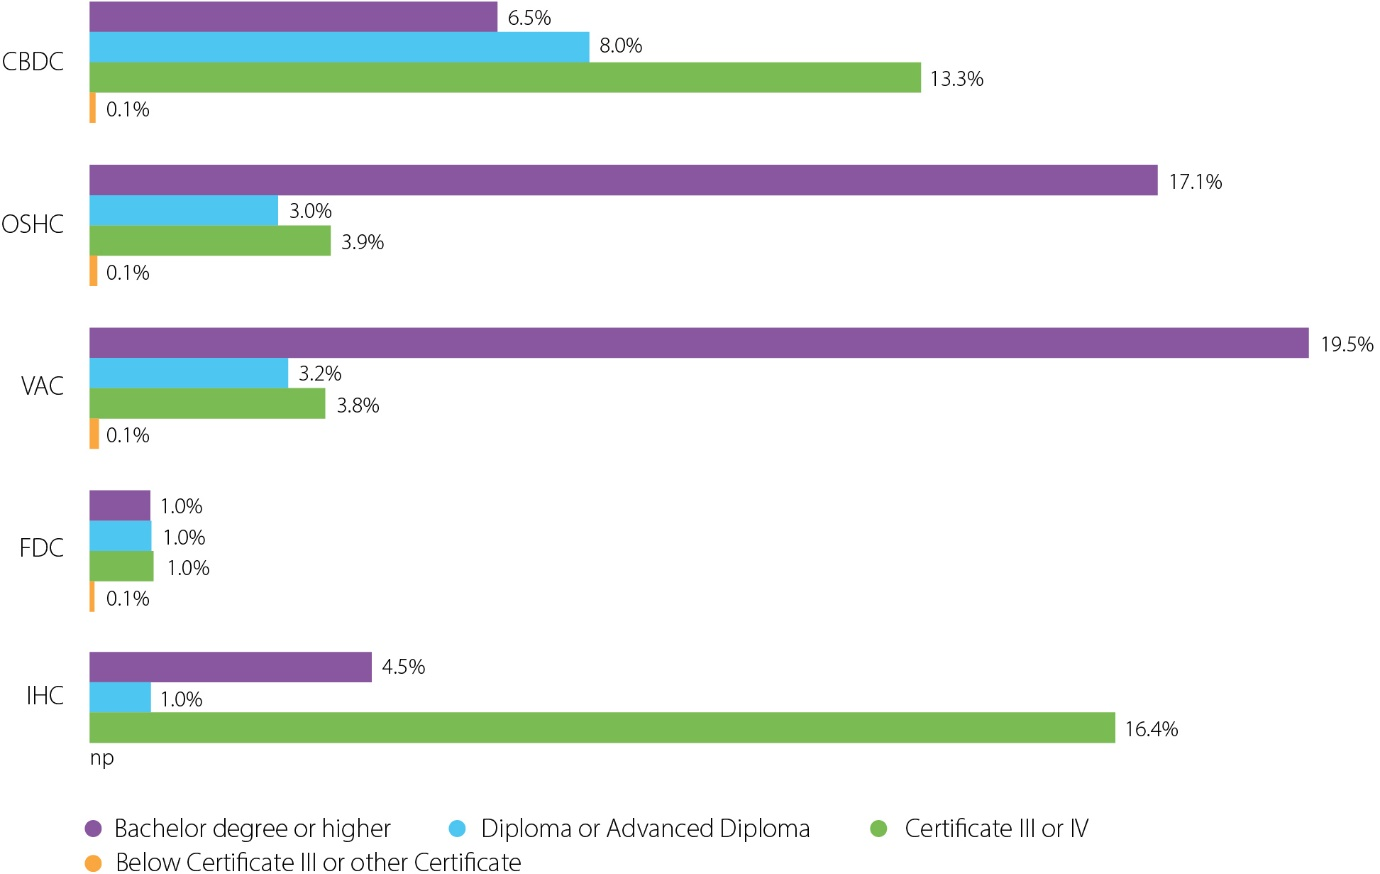 CBDC
6.5%
8.0%
13.3%
0.1%
OSHC
17.1%
3.0%
3.9%
0.1%
VAC
19.5%
3.2%
3.8%
0.1%
FDC
1.0%
1.0%
1.0%
0.1%
IHC
4.5%
1.0%
16.4%
np
Bachelor degree or higher Diploma or Advanced Diploma Certificate III or IV
Below Certificate III or other Certificate